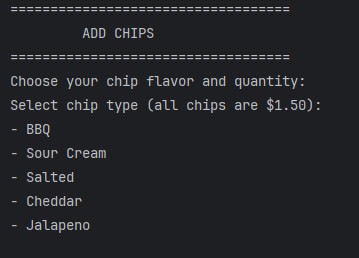 ===================================
ADD CHIPS
===================================
Choose your chip flavor and quantity:
Select chip type (all chips are $1.50):
- BBQ
- Sour Cream
- Salted
- Cheddar
- Jalapeno